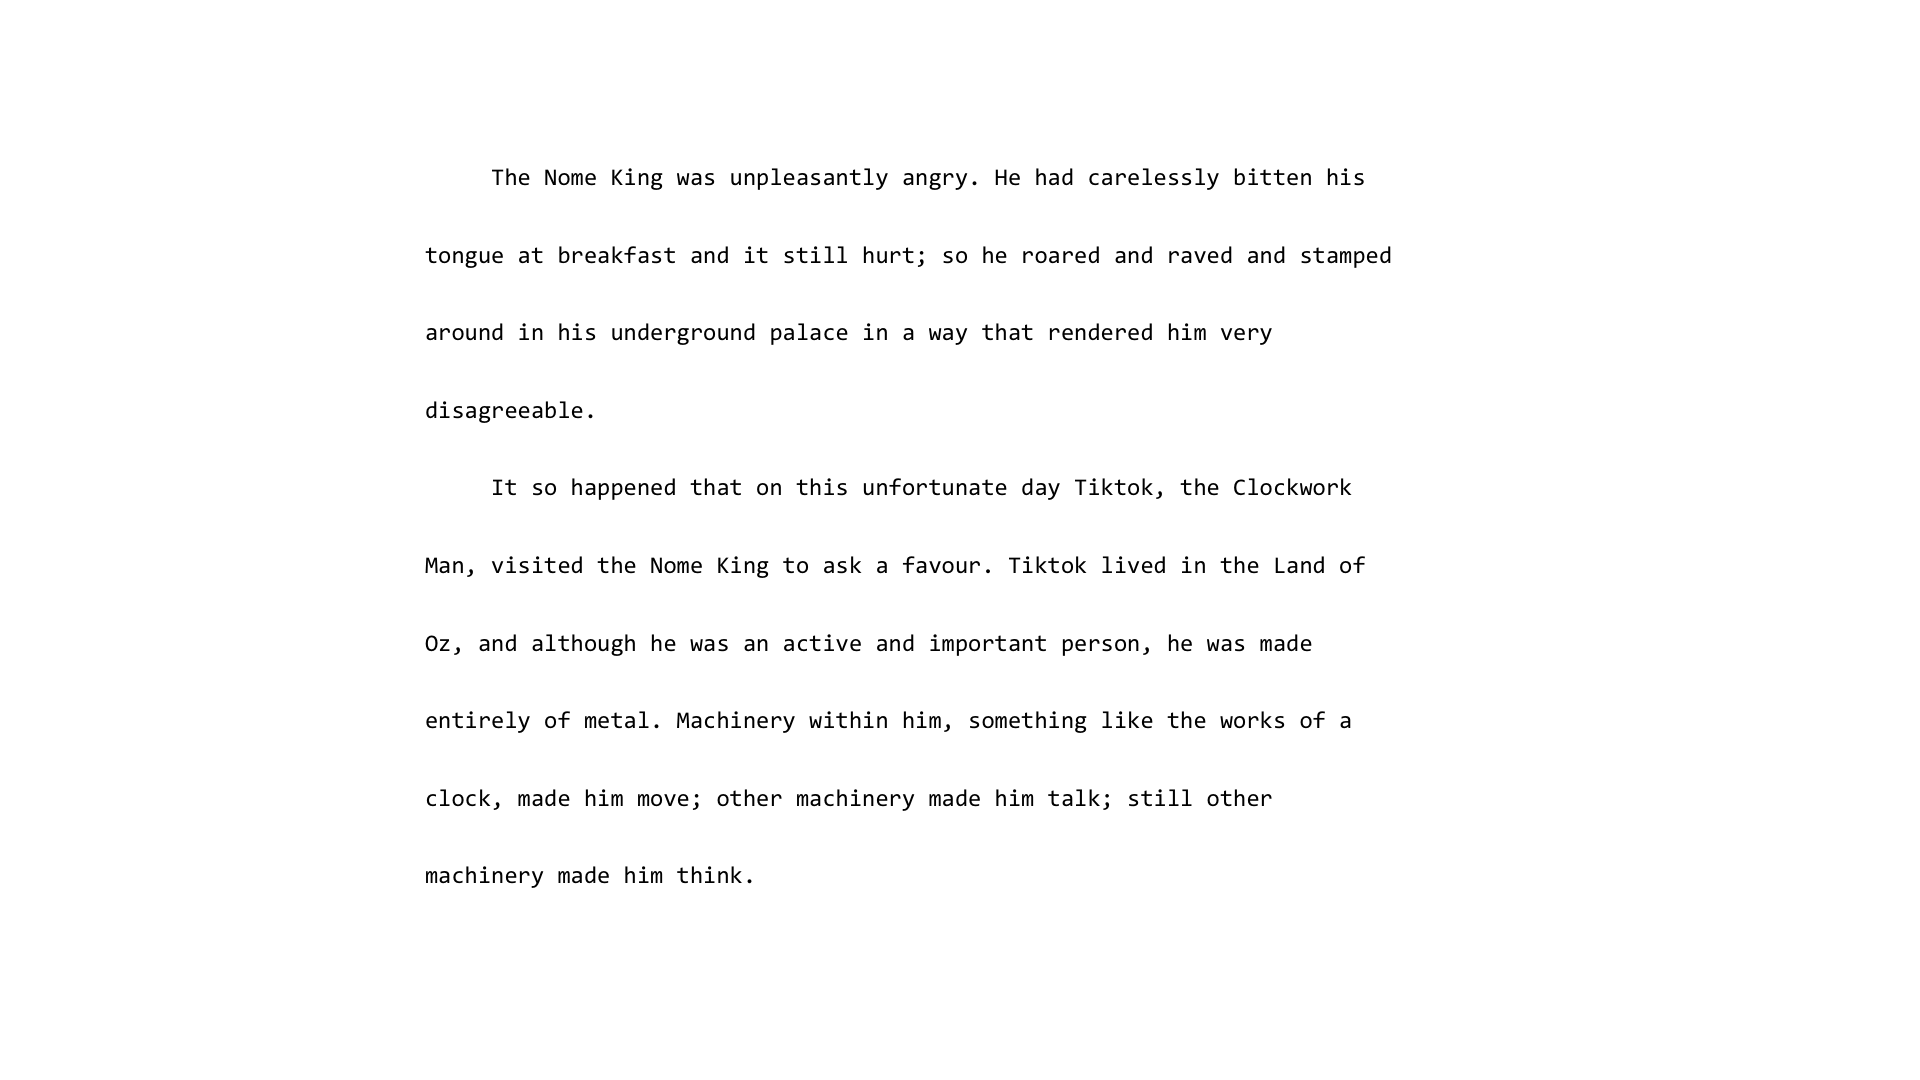 The Nome King was unpleasantly angry. He had carelessly bitten his
tongue at breakfast and it still hurt; so he roared and raved and stamped
around in his underground palace in a way that rendered him very
disagreeable.
It so happened that on this unfortunate day Tiktok, the Clockwork
Man, visited the Nome King to ask a favour. Tiktok lived in the Land of
Oz, and although he was an active and important person, he was made
entirely of metal. Machinery within him, something like the works of a
clock, made him move; other machinery made him talk; still other
machinery made him think.